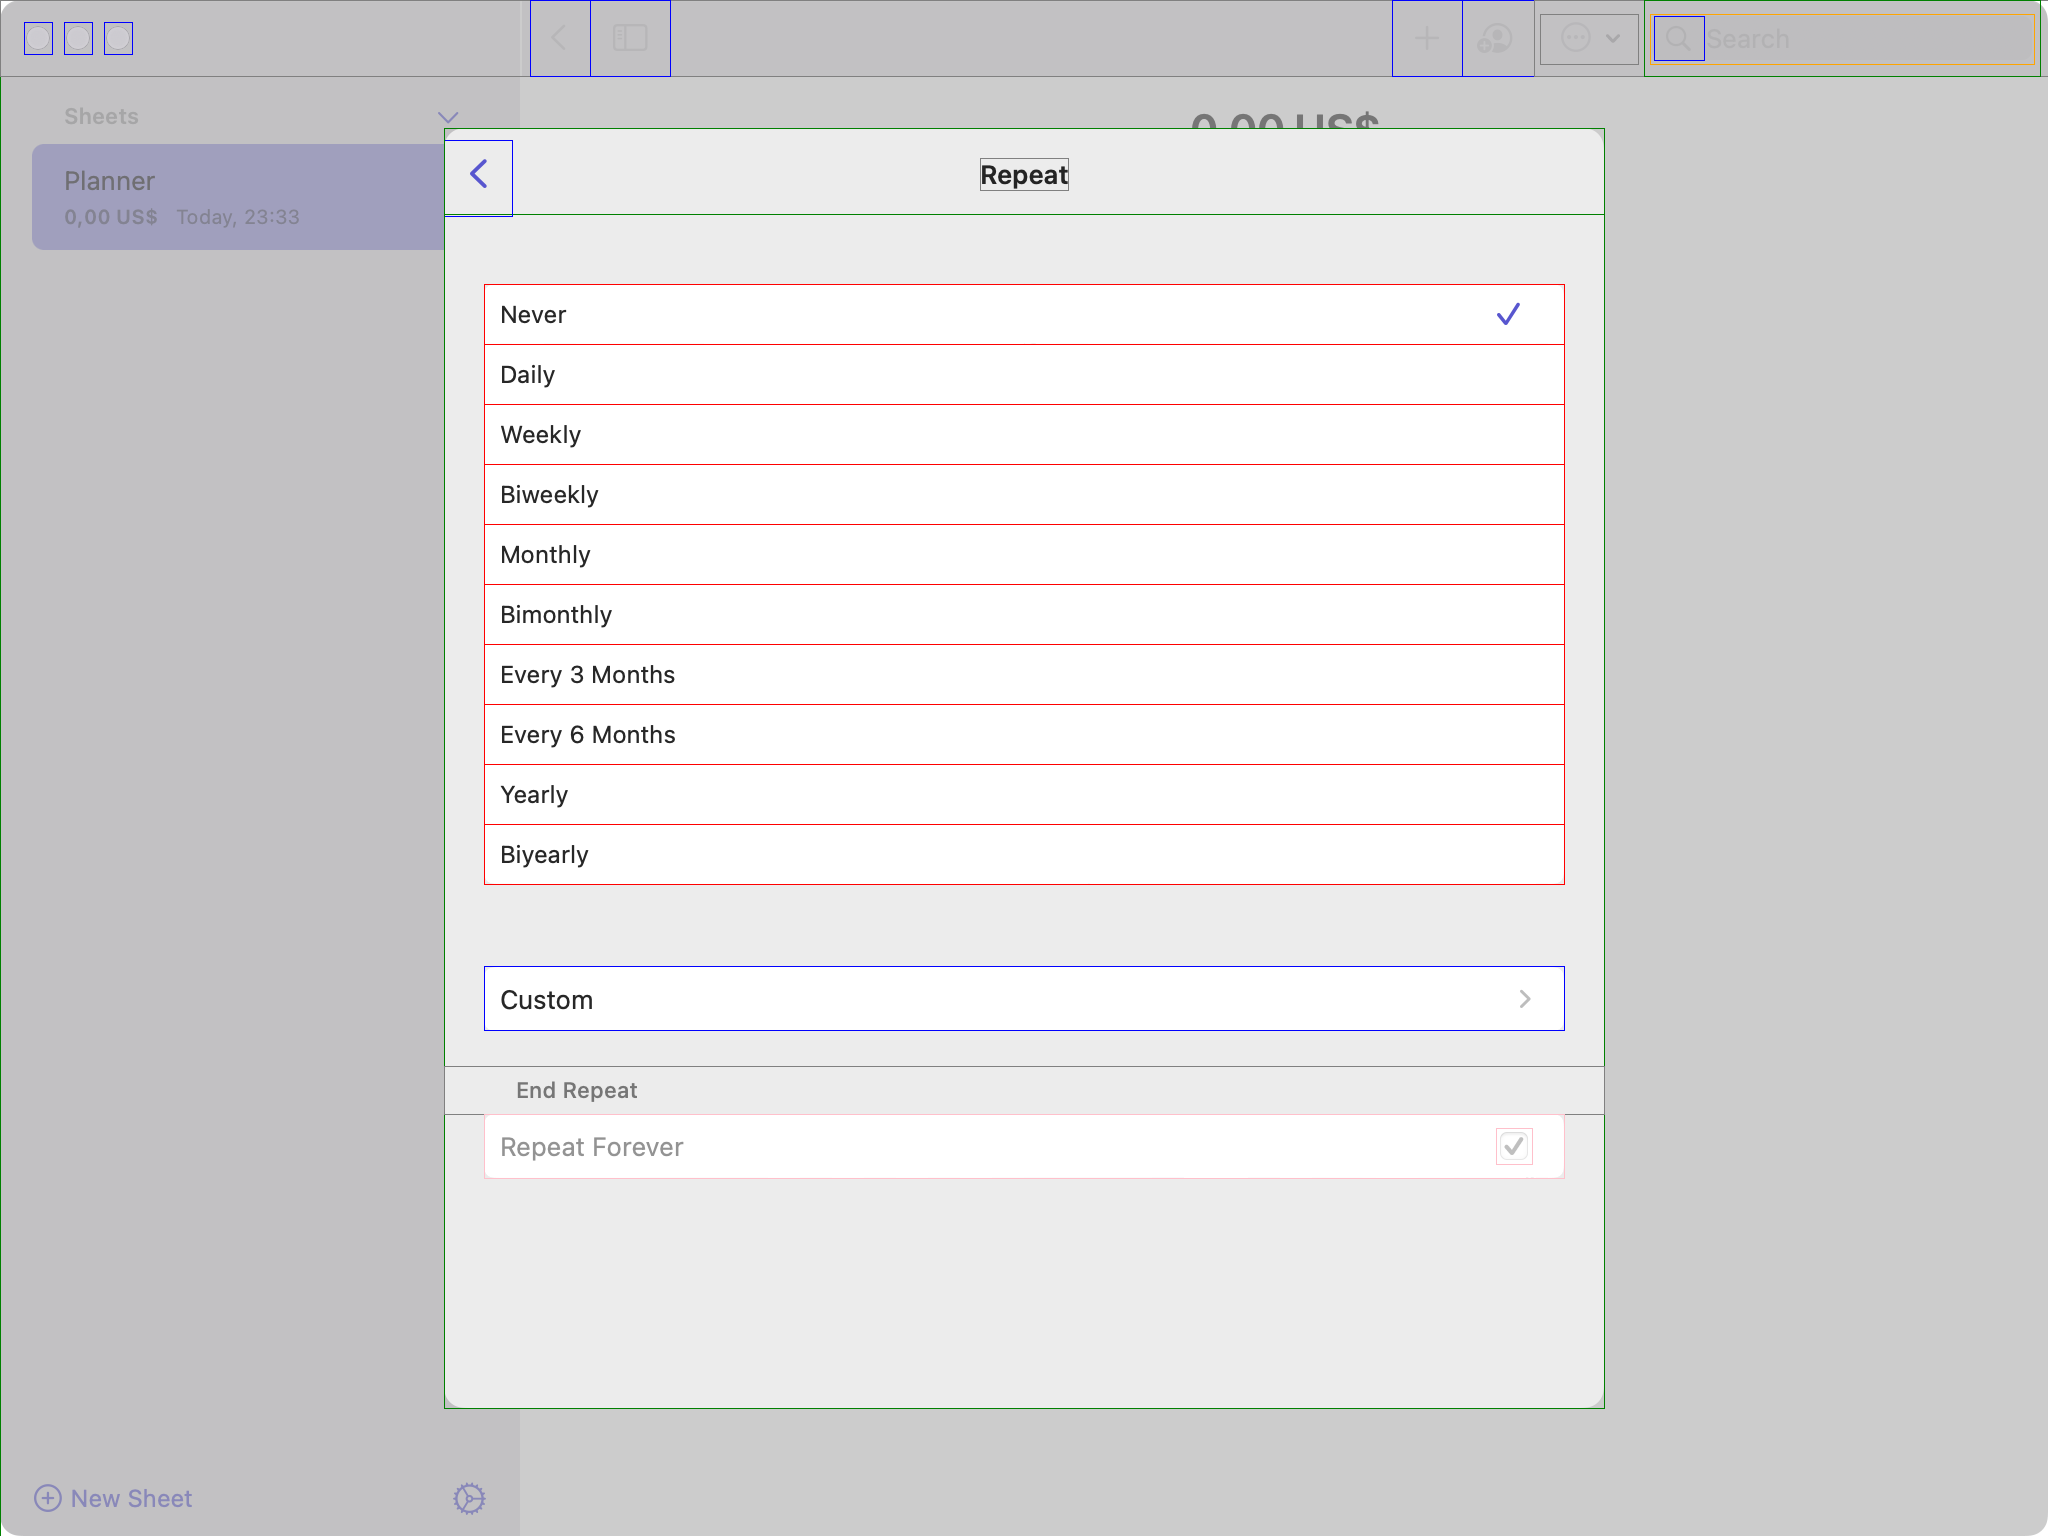 Search
Sheets
0,00 US$
Planner
0,00 US$ Today, 23:33
Repeat
Never
Daily
Weekly
Biweekly
Monthly
Bimonthly
Every 3 Months
Every 6 Months
Yearly
Biyearly
Custom
End Repeat
Repeat Forever
New Sheet